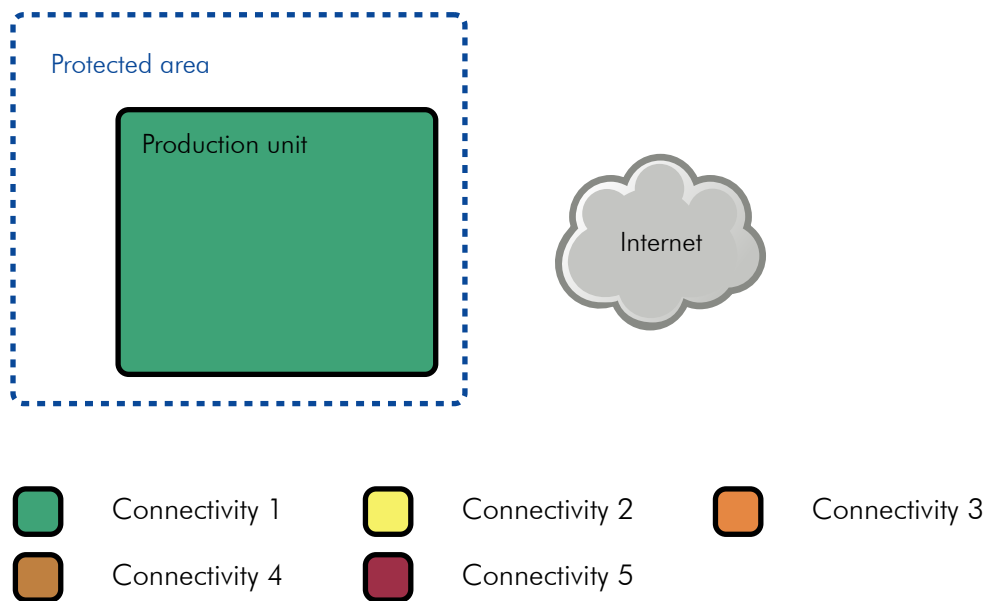 Protected area
Production unit
Internet
Connectivity 1
Connectivity 2
Connectivity 3
Connectivity 4
Connectivity 5